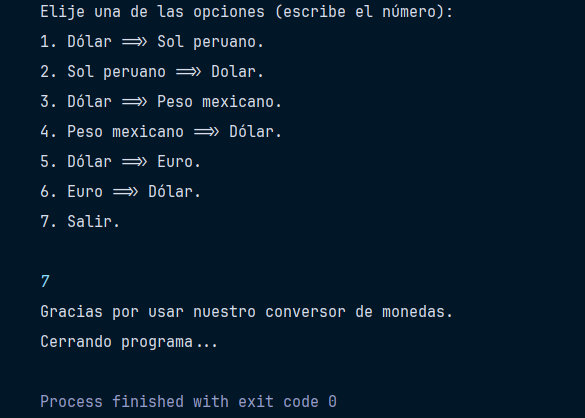 Elije una de las opciones (escribe el número):
1. Dólar ==>> Sol peruano.
2. Sol peruano ==>> Dolar.
3. Dólar ==>> Peso mexicano.
4. Peso mexicano ==>> Dólar.
5. Dólar ==>> Euro.
6. Euro ==>> Dólar.
7. Salir.
7
Gracias por usar nuestro conversor de monedas.
Cerrando programa...
Process finished with exit code 0